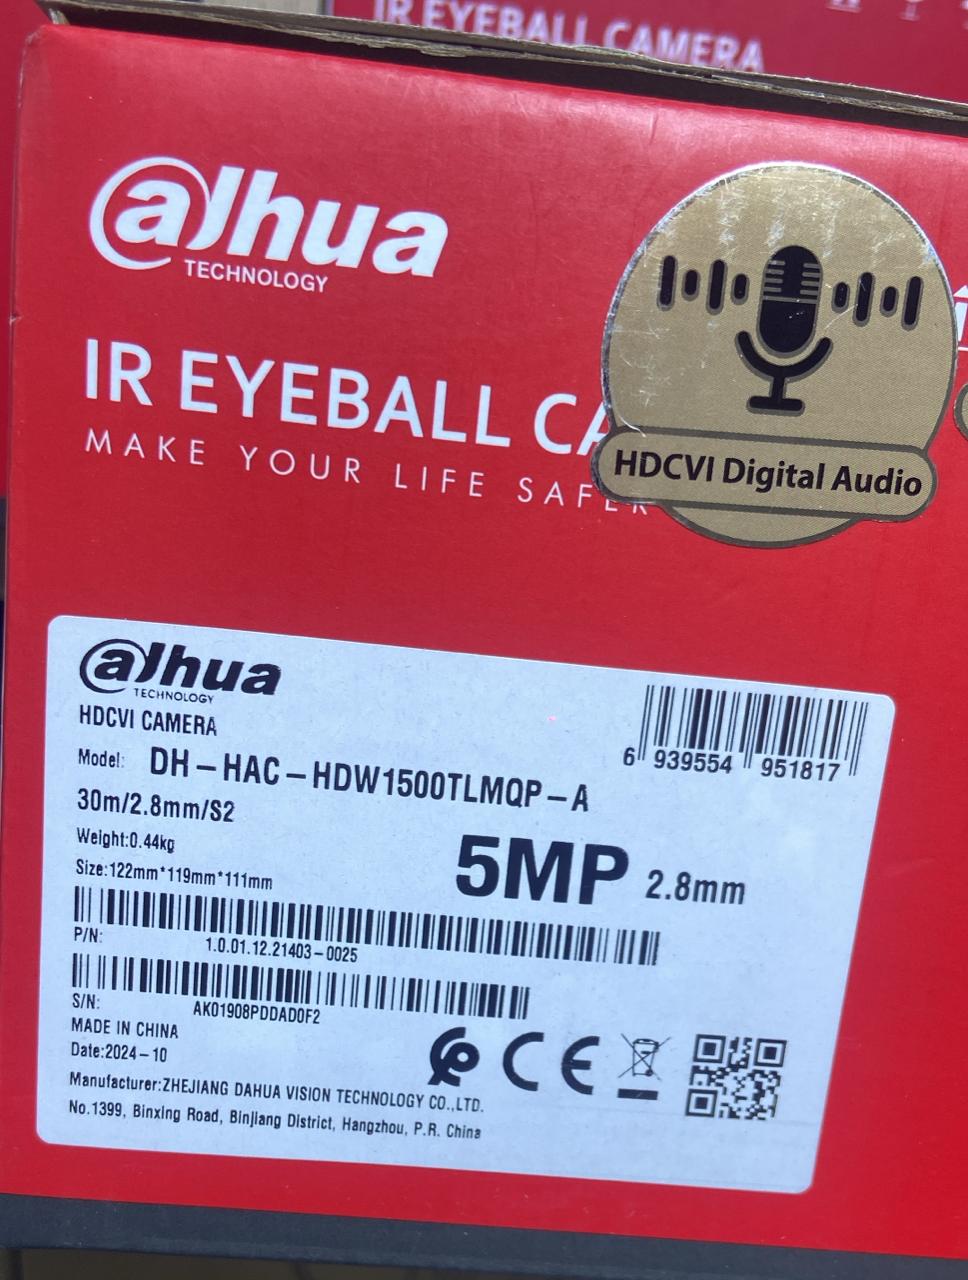 IR EYEBALL CAMERA
alhua
TECHNOLOGY
IR EYEBALL CA
MAKE YOUR LIFE SAFER
HDCVI Digital Audio
alhua
TECHNOLOGY
HDCVI CAMERA
6 939554 951817
Model: DH-HAC-HDW1500TLMQP-A
30m/2.8mm/S2
Weight:0.44kg
5MP 2.8mm
Size:122mm*119mm*111mm
P/N: 1.0.01.12.21403-0025
S/N: AK01908PDDAD0F2
MADE IN CHINA
Date:2024-10
CE
Manufacturer:ZHEJIANG DAHUA VISION TECHNOLOGY CO.,LTD.
No.1399, Binxing Road, Binjiang District, Hangzhou, P.R. China